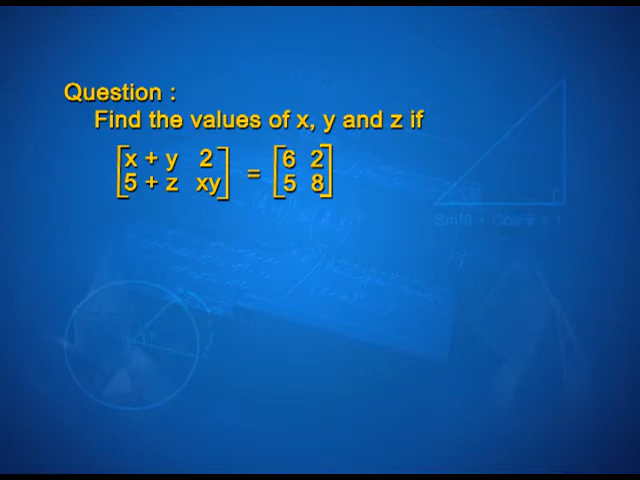 Question :
Find the values of x, y and z if
[x + y 2
5 + z xy] = [6 2
5 8]